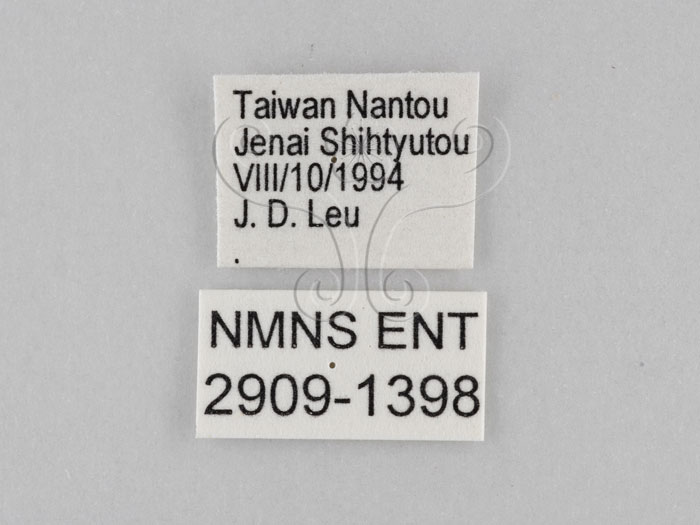 Taiwan Nantou
Jenai Shihtyutou
VIII/10/1994
J. D. Leu
.
NMNS ENT
2909-1398